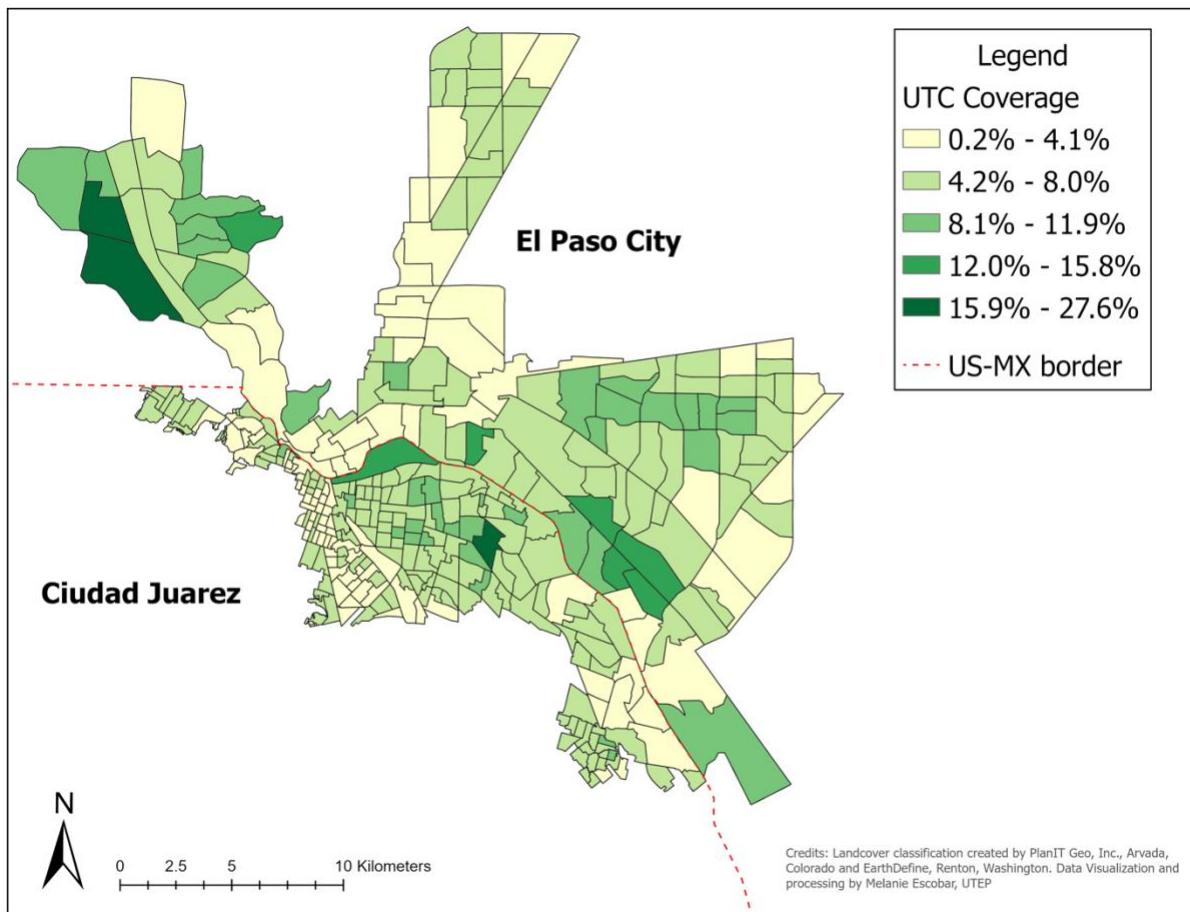 Legend
UTC Coverage
0.2% - 4.1%
4.2% - 8.0%
8.1% - 11.9%
12.0% - 15.8%
15.9% - 27.6%
US-MX border
El Paso City
Ciudad Juarez
N
0 2.5 5 10 Kilometers
Credits: Landcover classification created by PlanIT Geo, Inc., Arvada,
Colorado and EarthDefine, Renton, Washington. Data Visualization and
processing by Melanie Escobar, UTEP